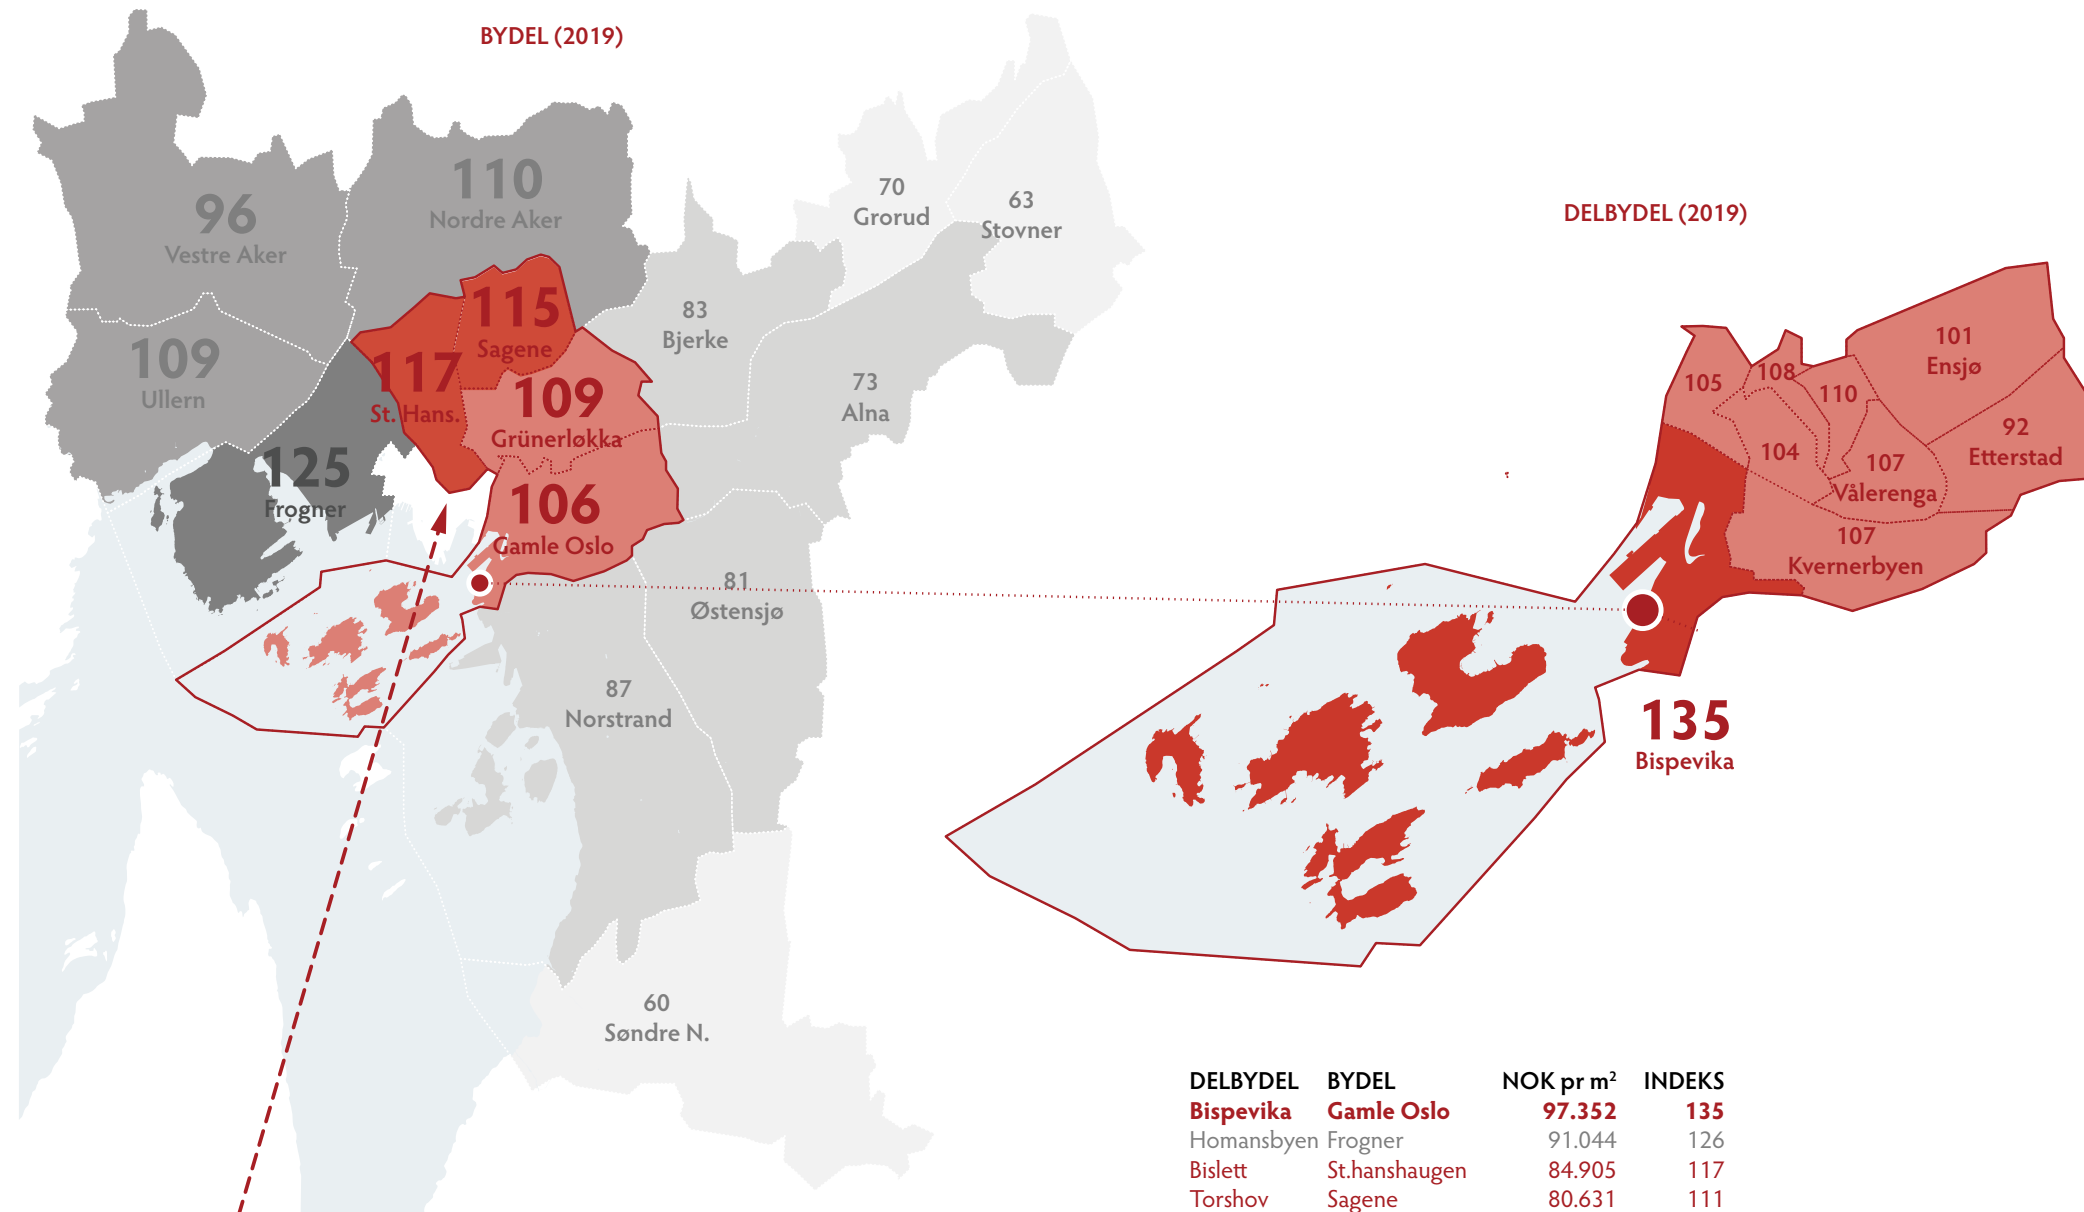 BYDEL (2019)
110
Nordre Aker
96
Vestre Aker
70
Grorud
63
Stovner
115
Sagene
83
Bjerke
109
Ullern
117
St. Hans.
109
Grünerløkka
73
Alna
125
Frogner
106
Gamle Oslo
81
Østensjø
87
Norstrand
60
Søndre N.
DELBYDEL (2019)
101
Ensjø
105
108
110
92
Etterstad
104
107
Vålerenga
107
Kvernerbyen
135
Bispevika
DELBYDEL BYDEL NOK pr m² INDEKS
Bispevika Gamle Oslo 97.352 135
Homansbyen Frogner 91.044 126
Bislett St.hanshaugen 84.905 117
Torshov Sagene 80.631 111